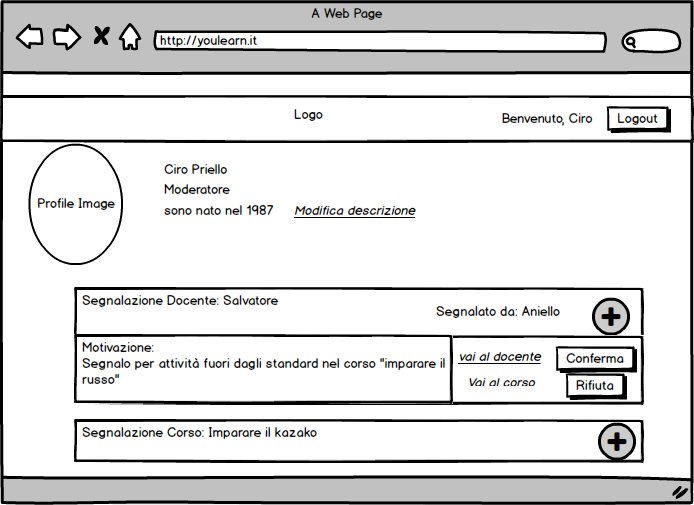 A Web Page
http://youlearn.it
Logo
Benvenuto, Ciro
Logout
Profile Image
Ciro Priello
Moderatore
sono nato nel 1987
Modifica descrizione
Segnalazione Docente: Salvatore
Segnalato da: Aniello
Motivazione:
Segnalo per attività fuori dagli standard nel corso "imparare il
russo"
vai al docente
Conferma
Vai al corso
Rifiuta
Segnalazione Corso: Imparare il kazako